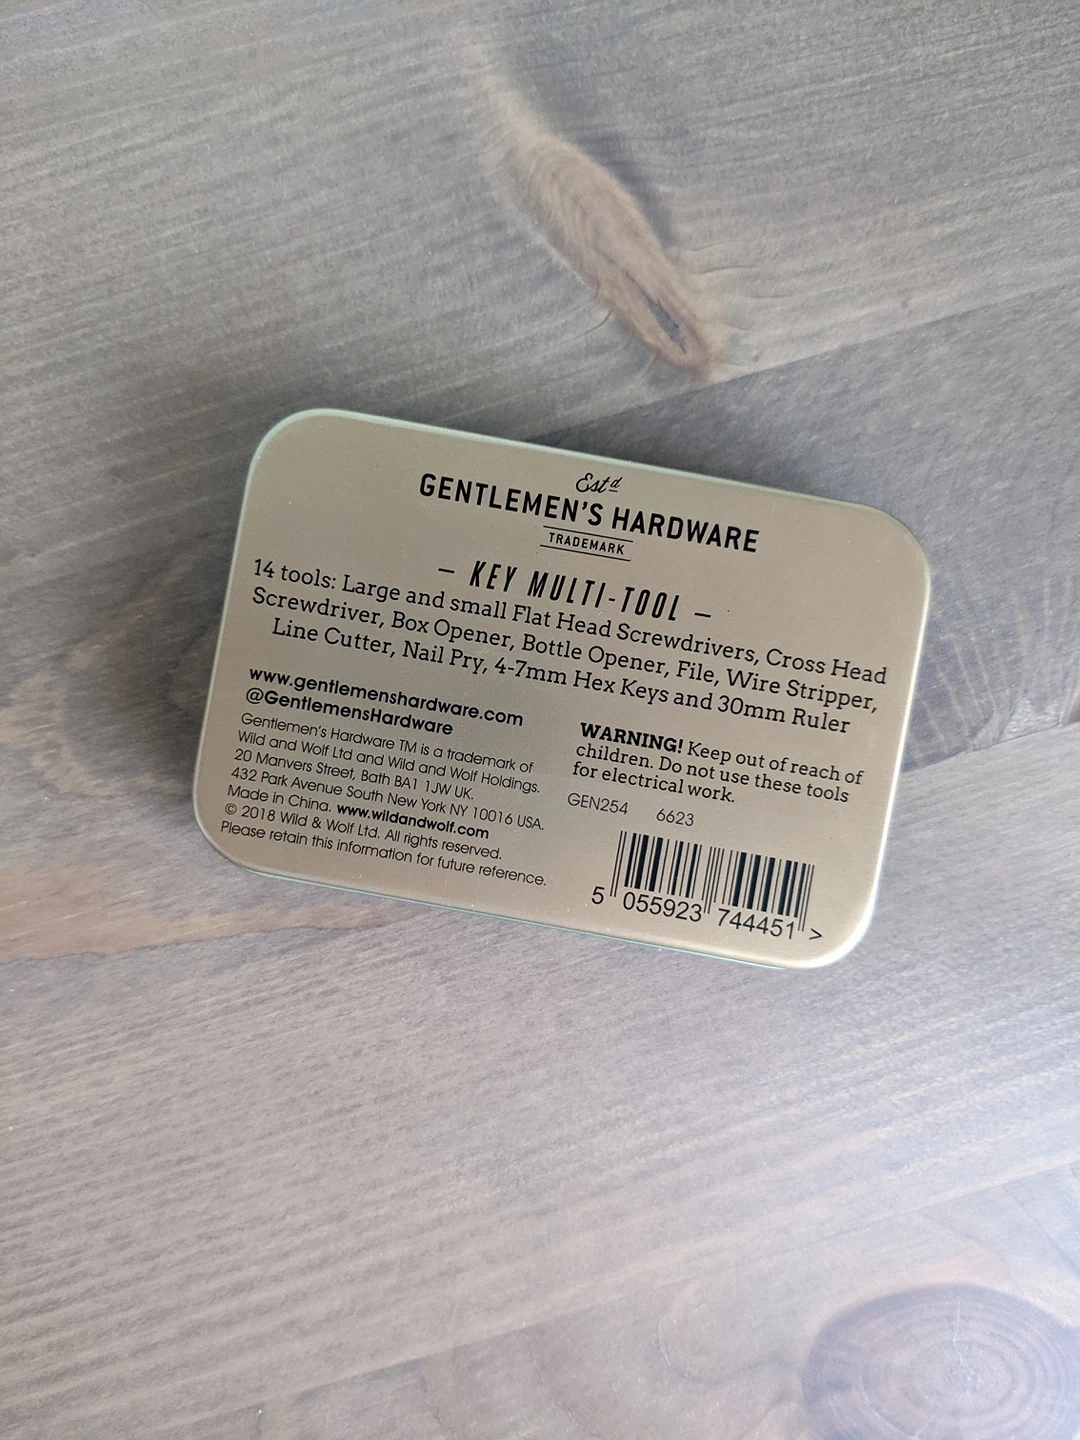 Estd
GENTLEMEN'S HARDWARE
TRADEMARK
– KEY MULTI-TOOL –
14 tools: Large and small Flat Head Screwdrivers, Cross Head
Screwdriver, Box Opener, Bottle Opener, File, Wire Stripper,
Line Cutter, Nail Pry, 4-7mm Hex Keys and 30mm Ruler
www.gentlemenshardware.com
@GentlemensHardware
Gentlemen's Hardware TM is a trademark of
Wild and Wolf Ltd and Wild and Wolf Holdings.
20 Manvers Street, Bath BA1 1JW UK.
432 Park Avenue South New York NY 10016 USA.
Made in China. www.wildandwolf.com
© 2018 Wild & Wolf Ltd. All rights reserved.
Please retain this information for future reference.
WARNING! Keep out of reach of
children. Do not use these tools
for electrical work.
GEN254 6623
5 055923 744451 >